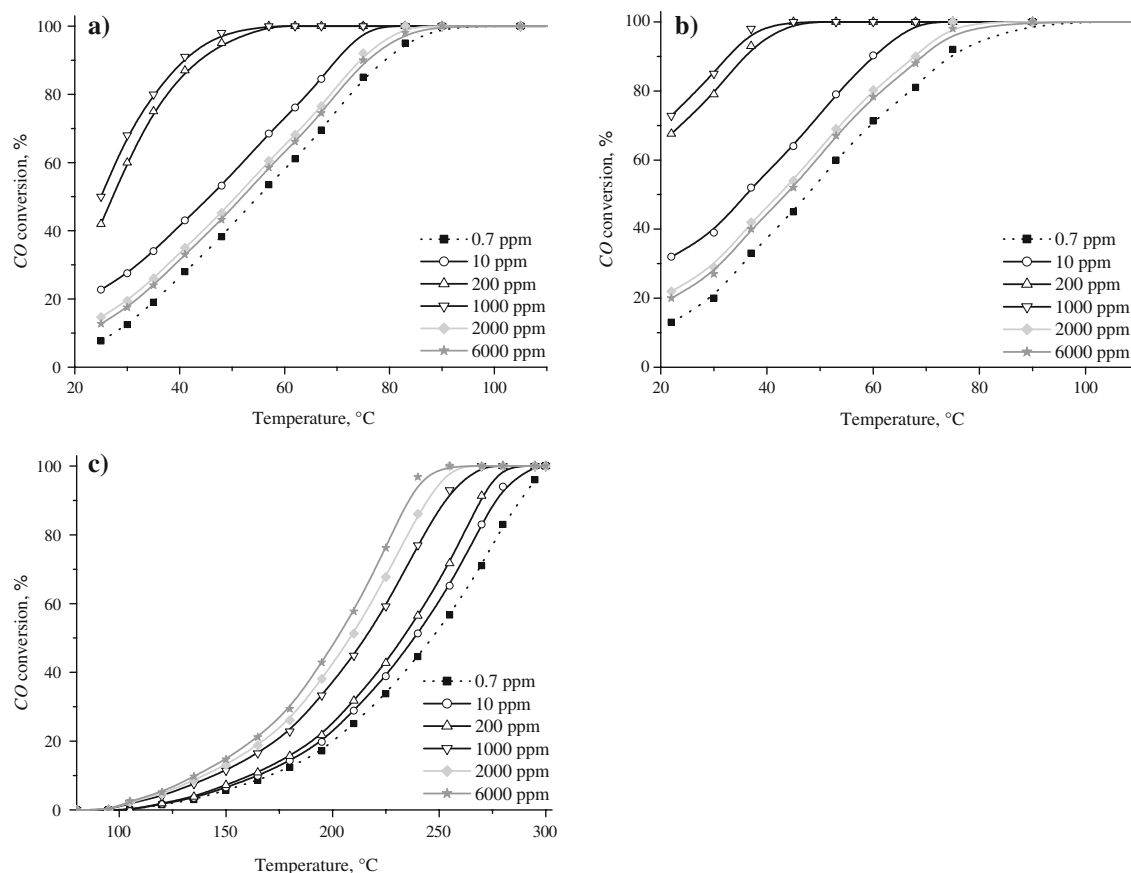 a)
100
80
60
40
20
0
CO conversion, %
0.7 ppm
10 ppm
200 ppm
1000 ppm
2000 ppm
6000 ppm
20 40 60 80 100
Temperature, °C
b)
100
80
60
40
20
0
CO conversion, %
0.7 ppm
10 ppm
200 ppm
1000 ppm
2000 ppm
6000 ppm
20 40 60 80 100
Temperature, °C
c)
100
80
60
40
20
0
CO conversion, %
0.7 ppm
10 ppm
200 ppm
1000 ppm
2000 ppm
6000 ppm
100 150 200 250 300
Temperature, °C